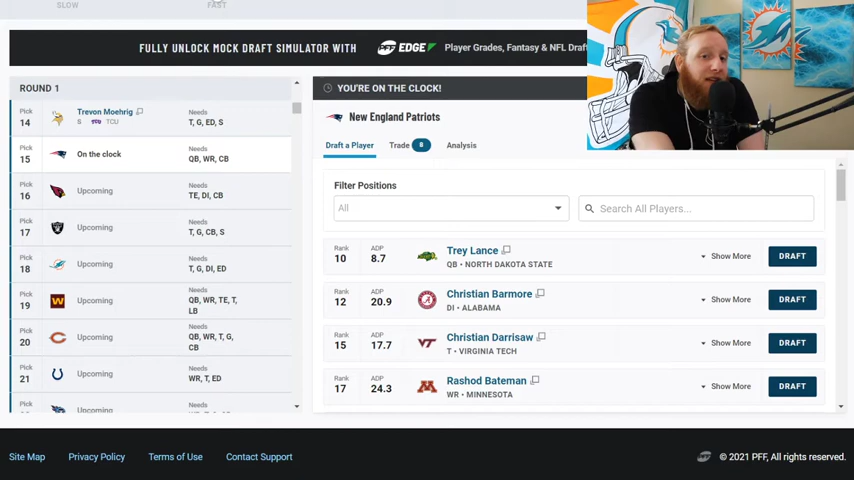 SLOW FAST
FULLY UNLOCK MOCK DRAFT SIMULATOR WITH PFF EDGE Player Grades, Fantasy & NFL Draf
ROUND 1
Pick 14 Trevon Moehrig S TCU TCU Needs T, G, ED, S
Pick 15 On the clock Needs QB, WR, CB
Pick 16 Upcoming Needs TE, DI, CB
Pick 17 Upcoming Needs T, G, CB, S
Pick 18 Upcoming Needs T, G, DI, ED
Pick 19 Upcoming Needs QB, WR, TE, T, LB
Pick 20 Upcoming Needs QB, WR, T, G, CB
Pick 21 Upcoming Needs WR, T, ED
Pick Upcoming Needs
YOU'RE ON THE CLOCK!
New England Patriots
Draft a Player Trade 8 Analysis
Filter Positions
All Search All Players...
Rank 10 ADP 8.7 Trey Lance QB • NORTH DAKOTA STATE Show More DRAFT
Rank 12 ADP 20.9 Christian Barmore DI • ALABAMA Show More DRAFT
Rank 15 ADP 17.7 VT Christian Darrisaw T • VIRGINIA TECH Show More DRAFT
Rank 17 ADP 24.3 Rashod Bateman WR • MINNESOTA Show More DRAFT
Site Map Privacy Policy Terms of Use Contact Support PFF © 2021 PFF, All rights reserved.